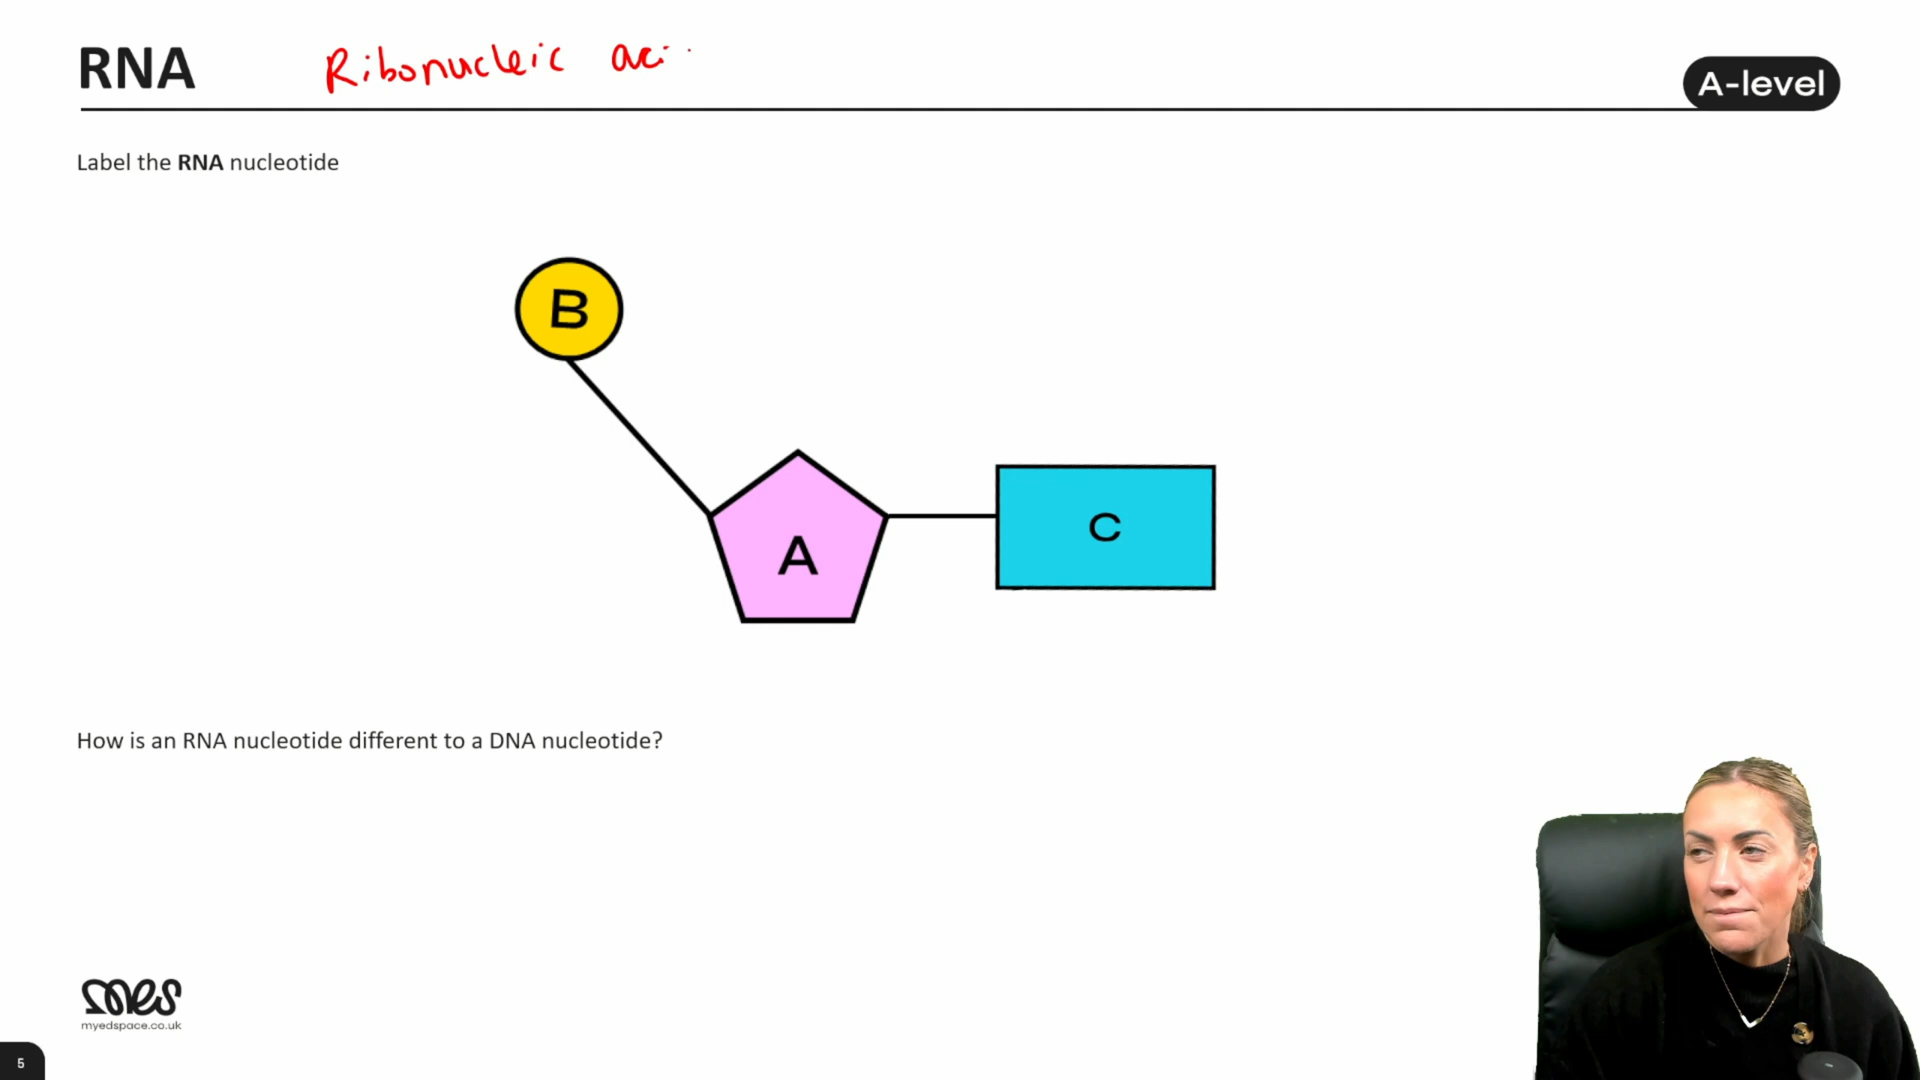 RNA Ribonucleic
A-level
Label the RNA nucleotide
B
A
C
How is an RNA nucleotide different to a DNA nucleotide?
mes
myedspace.co.uk
5